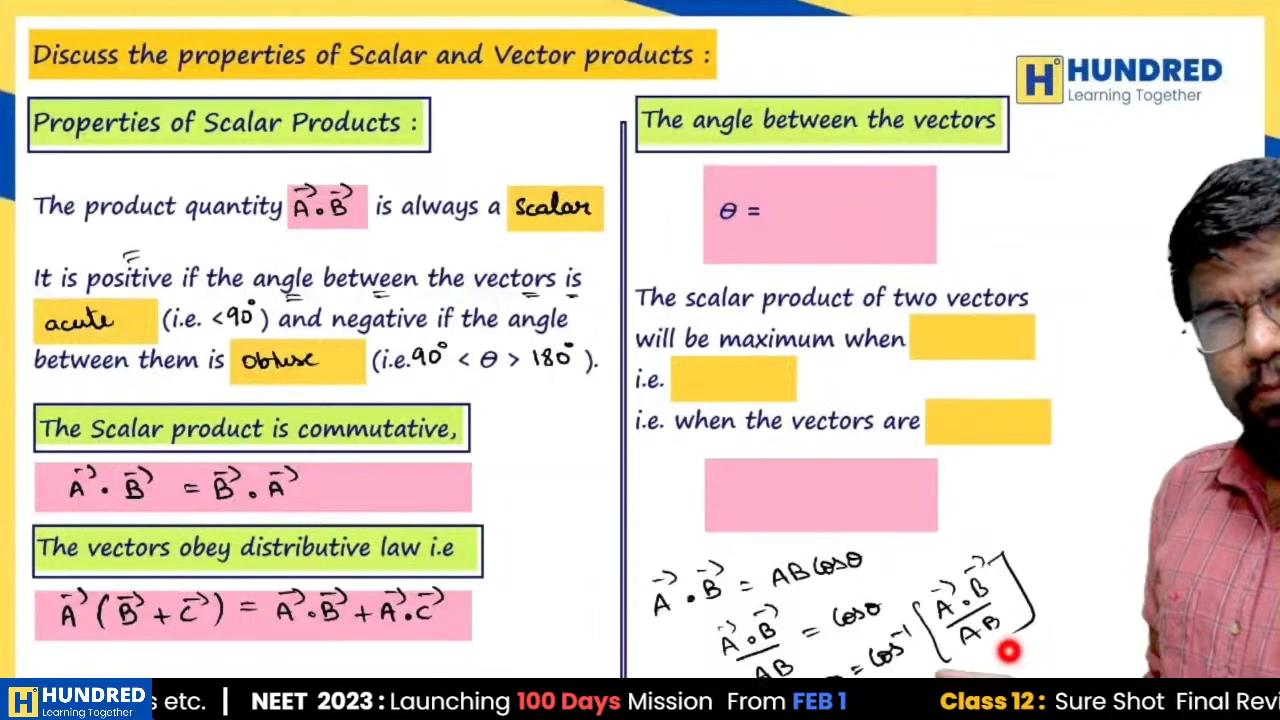 Discuss the properties of Scalar and Vector products :
HUNDRED
Learning Together
Properties of Scalar Products :
The product quantity A⃗ . B⃗ is always a Scalar
It is positive if the angle between the vectors is
acute (i.e. < 90° ) and negative if the angle
between them is Obtuse (i.e. 90° < θ > 180° ).
The Scalar product is commutative,
A⃗ . B⃗ = B⃗ . A⃗
The vectors obey distributive law i.e
A⃗ ( B⃗ + C⃗ ) = A⃗ . B⃗ + A⃗ . C⃗
The angle between the vectors
θ =
The scalar product of two vectors
will be maximum when
i.e.
i.e. when the vectors are
A⃗ . B⃗ = AB Cosθ
A⃗ . B⃗ / AB = Cosθ
= Cos⁻¹ [ A⃗ . B⃗ / AB ]
HUNDRED
Learning Together
s etc. | NEET 2023 : Launching 100 Days Mission From FEB 1
Class 12 : Sure Shot Final Revi